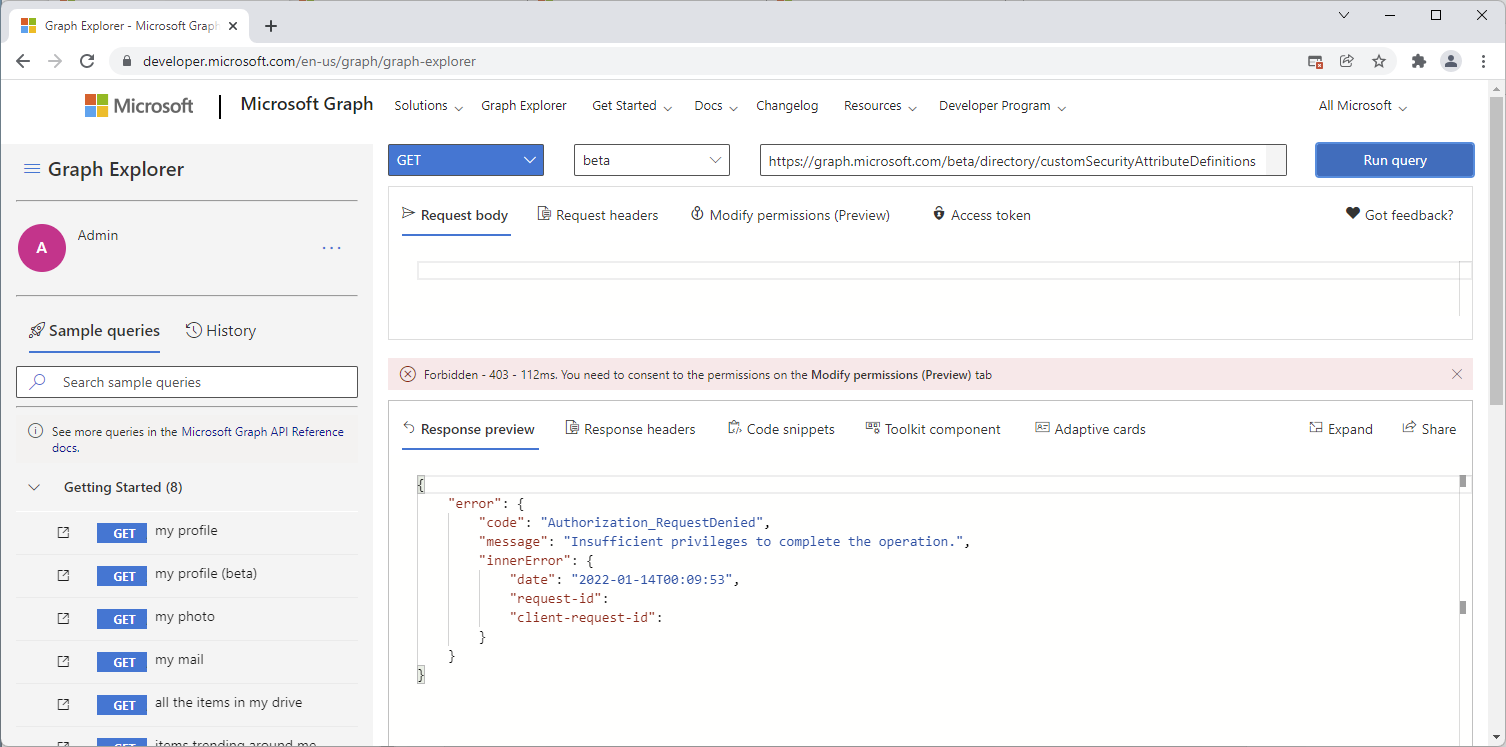 Graph Explorer - Microsoft Graph
developer.microsoft.com/en-us/graph/graph-explorer
Microsoft
Microsoft Graph
Solutions
Graph Explorer
Get Started
Docs
Changelog
Resources
Developer Program
All Microsoft
Graph Explorer
GET
beta
https://graph.microsoft.com/beta/directory/customSecurityAttributeDefinitions
Run query
A
Admin
...
Request body
Request headers
Modify permissions (Preview)
Access token
Got feedback?
Sample queries
History
Search sample queries
See more queries in the Microsoft Graph API Reference
docs.
Getting Started (8)
GET my profile
GET my profile (beta)
GET my photo
GET my mail
GET all the items in my drive
GET items trending around me
Forbidden - 403 - 112ms. You need to consent to the permissions on the Modify permissions (Preview) tab
Response preview
Response headers
Code snippets
Toolkit component
Adaptive cards
Expand
Share
{
"error": {
"code": "Authorization_RequestDenied",
"message": "Insufficient privileges to complete the operation.",
"innerError": {
"date": "2022-01-14T00:09:53",
"request-id":
"client-request-id":
}
}
}